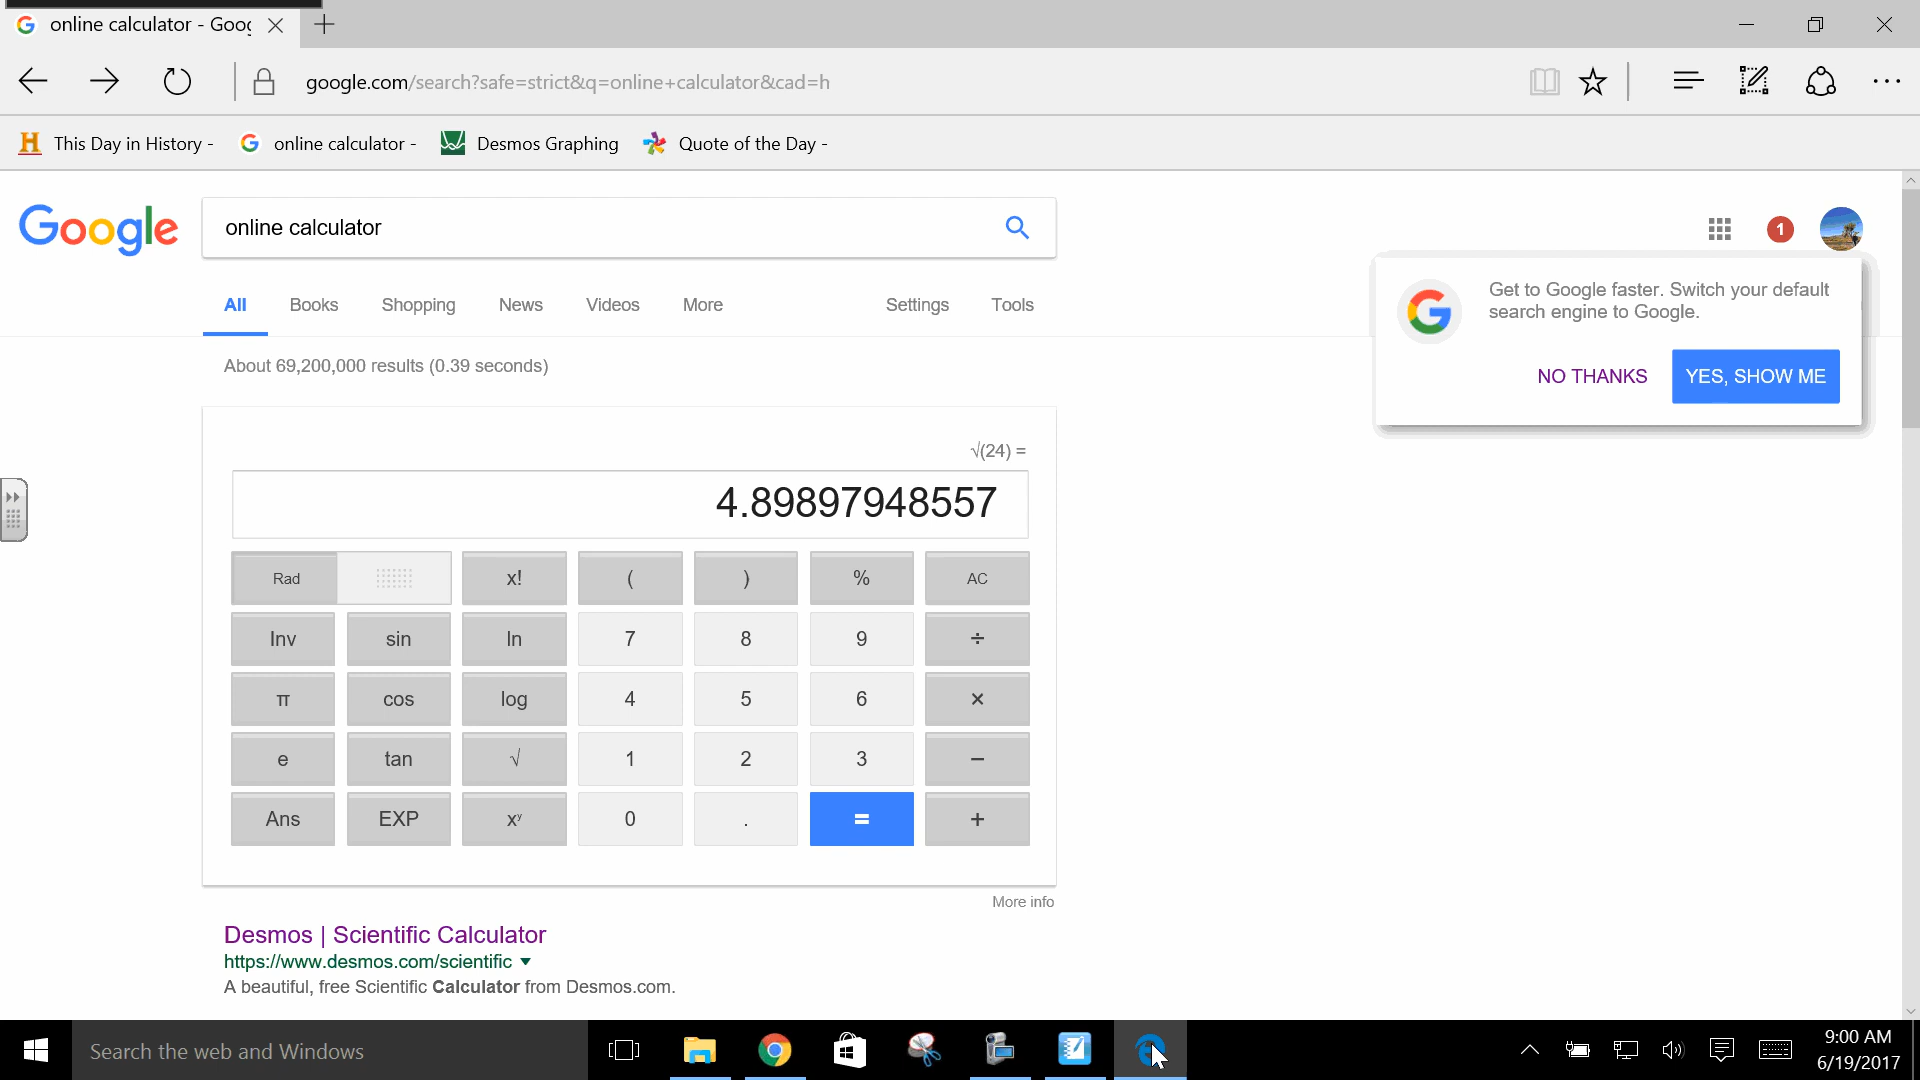 online calculator - Goog
google.com/search?safe=strict&q=online+calculator&cad=h
This Day in History - online calculator - Desmos Graphing Quote of the Day -
Google
online calculator
1
All Books Shopping News Videos More Settings Tools
Get to Google faster. Switch your default
search engine to Google.
NO THANKS YES, SHOW ME
About 69,200,000 results (0.39 seconds)
√(24) =
4.89897948557
Rad x! ( ) % AC
Inv sin ln 7 8 9 ÷
π cos log 4 5 6 ×
e tan √ 1 2 3 −
Ans EXP xʸ 0 . = +
More info
Desmos | Scientific Calculator
https://www.desmos.com/scientific
A beautiful, free Scientific Calculator from Desmos.com.
Search the web and Windows
9:00 AM
6/19/2017